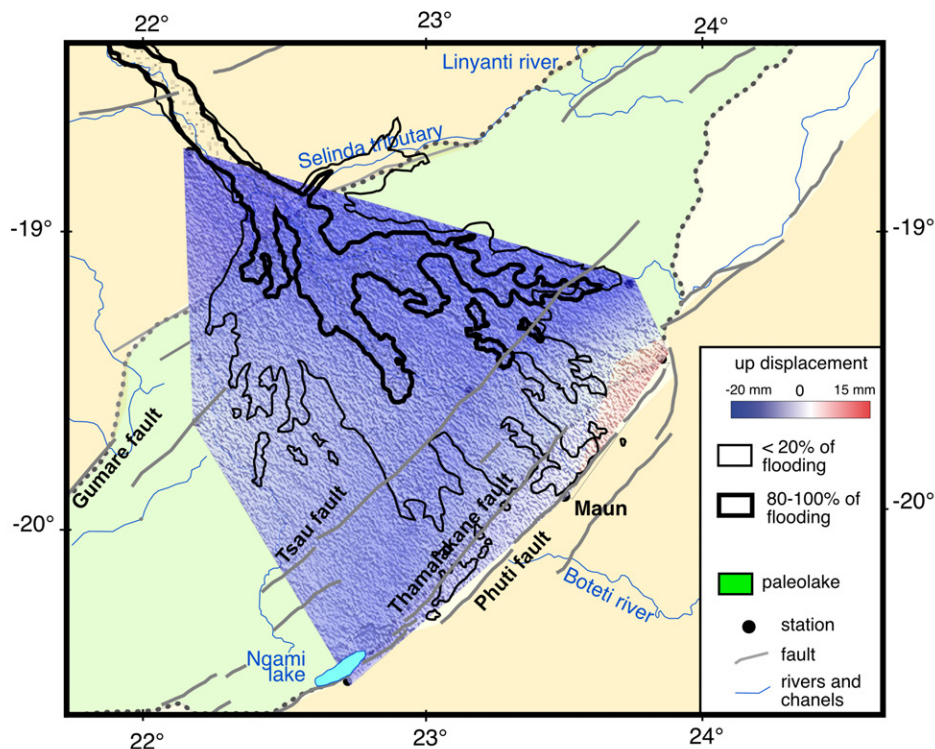 22° 23° 24°
Linyanti river
Selinda tributary
-19° -19°
up displacement
-20 mm 0 15 mm
< 20% of
flooding
80-100% of
flooding
Gumare fault
Tsau fault
Thamalakane fault
Phuti fault
Maun
-20° -20°
Boteti river
paleolake
station
fault
rivers and
chanels
Ngami
lake
22° 23° 24°